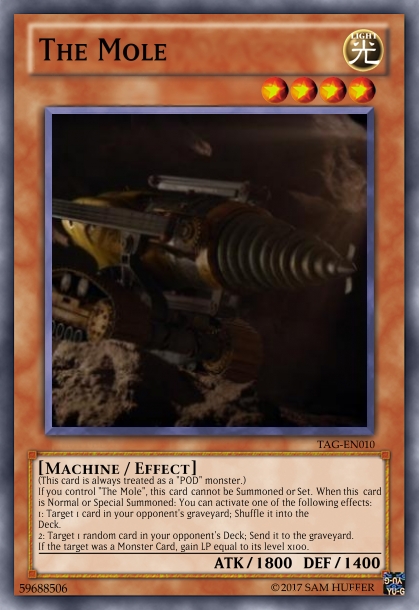 THE MOLE
LIGHT
光
TAG-EN010
[MACHINE / EFFECT]
(This card is always treated as a "POD" monster.)
If you control "The Mole", this card cannot be Summoned or Set. When this card
is Normal or Special Summoned: You can activate one of the following effects:
1: Target 1 card in your opponent's graveyard; Shuffle it into the
Deck.
2: Target 1 random card in your opponent's Deck; Send it to the graveyard.
If the target was a Monster Card, gain LP equal to its level x100.
ATK / 1800 DEF / 1400
59688506
©2017 SAM HUFFER